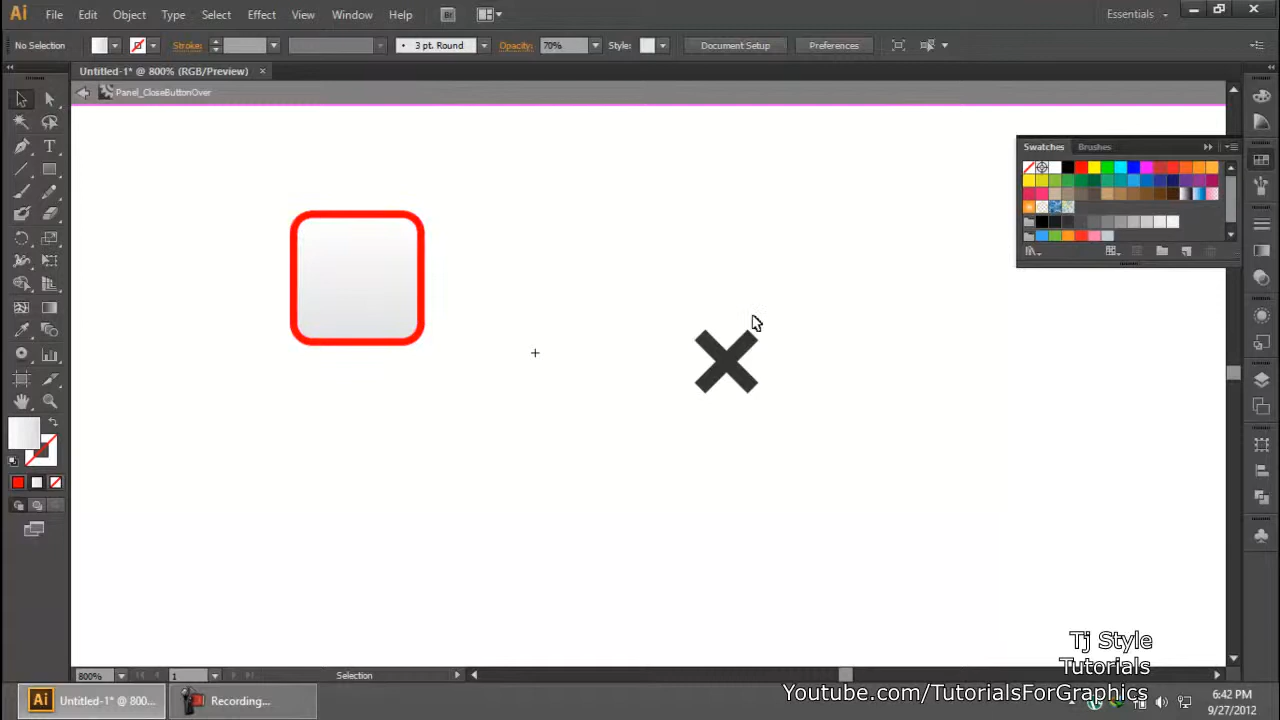 Ai File Edit Object Type Select Effect View Window Help Br Essentials
No Selection Stroke: 3 pt. Round Opacity: 70% Style: Document Setup Preferences
Untitled-1* @ 800% (RGB/Preview)
Panel_CloseButtonOver
Swatches Brushes
800% 1 Selection
Tj Style
Tutorials
Youtube.com/TutorialsForGraphics
Ai Untitled-1* @ 800... Recording...
6:42 PM
9/27/2012